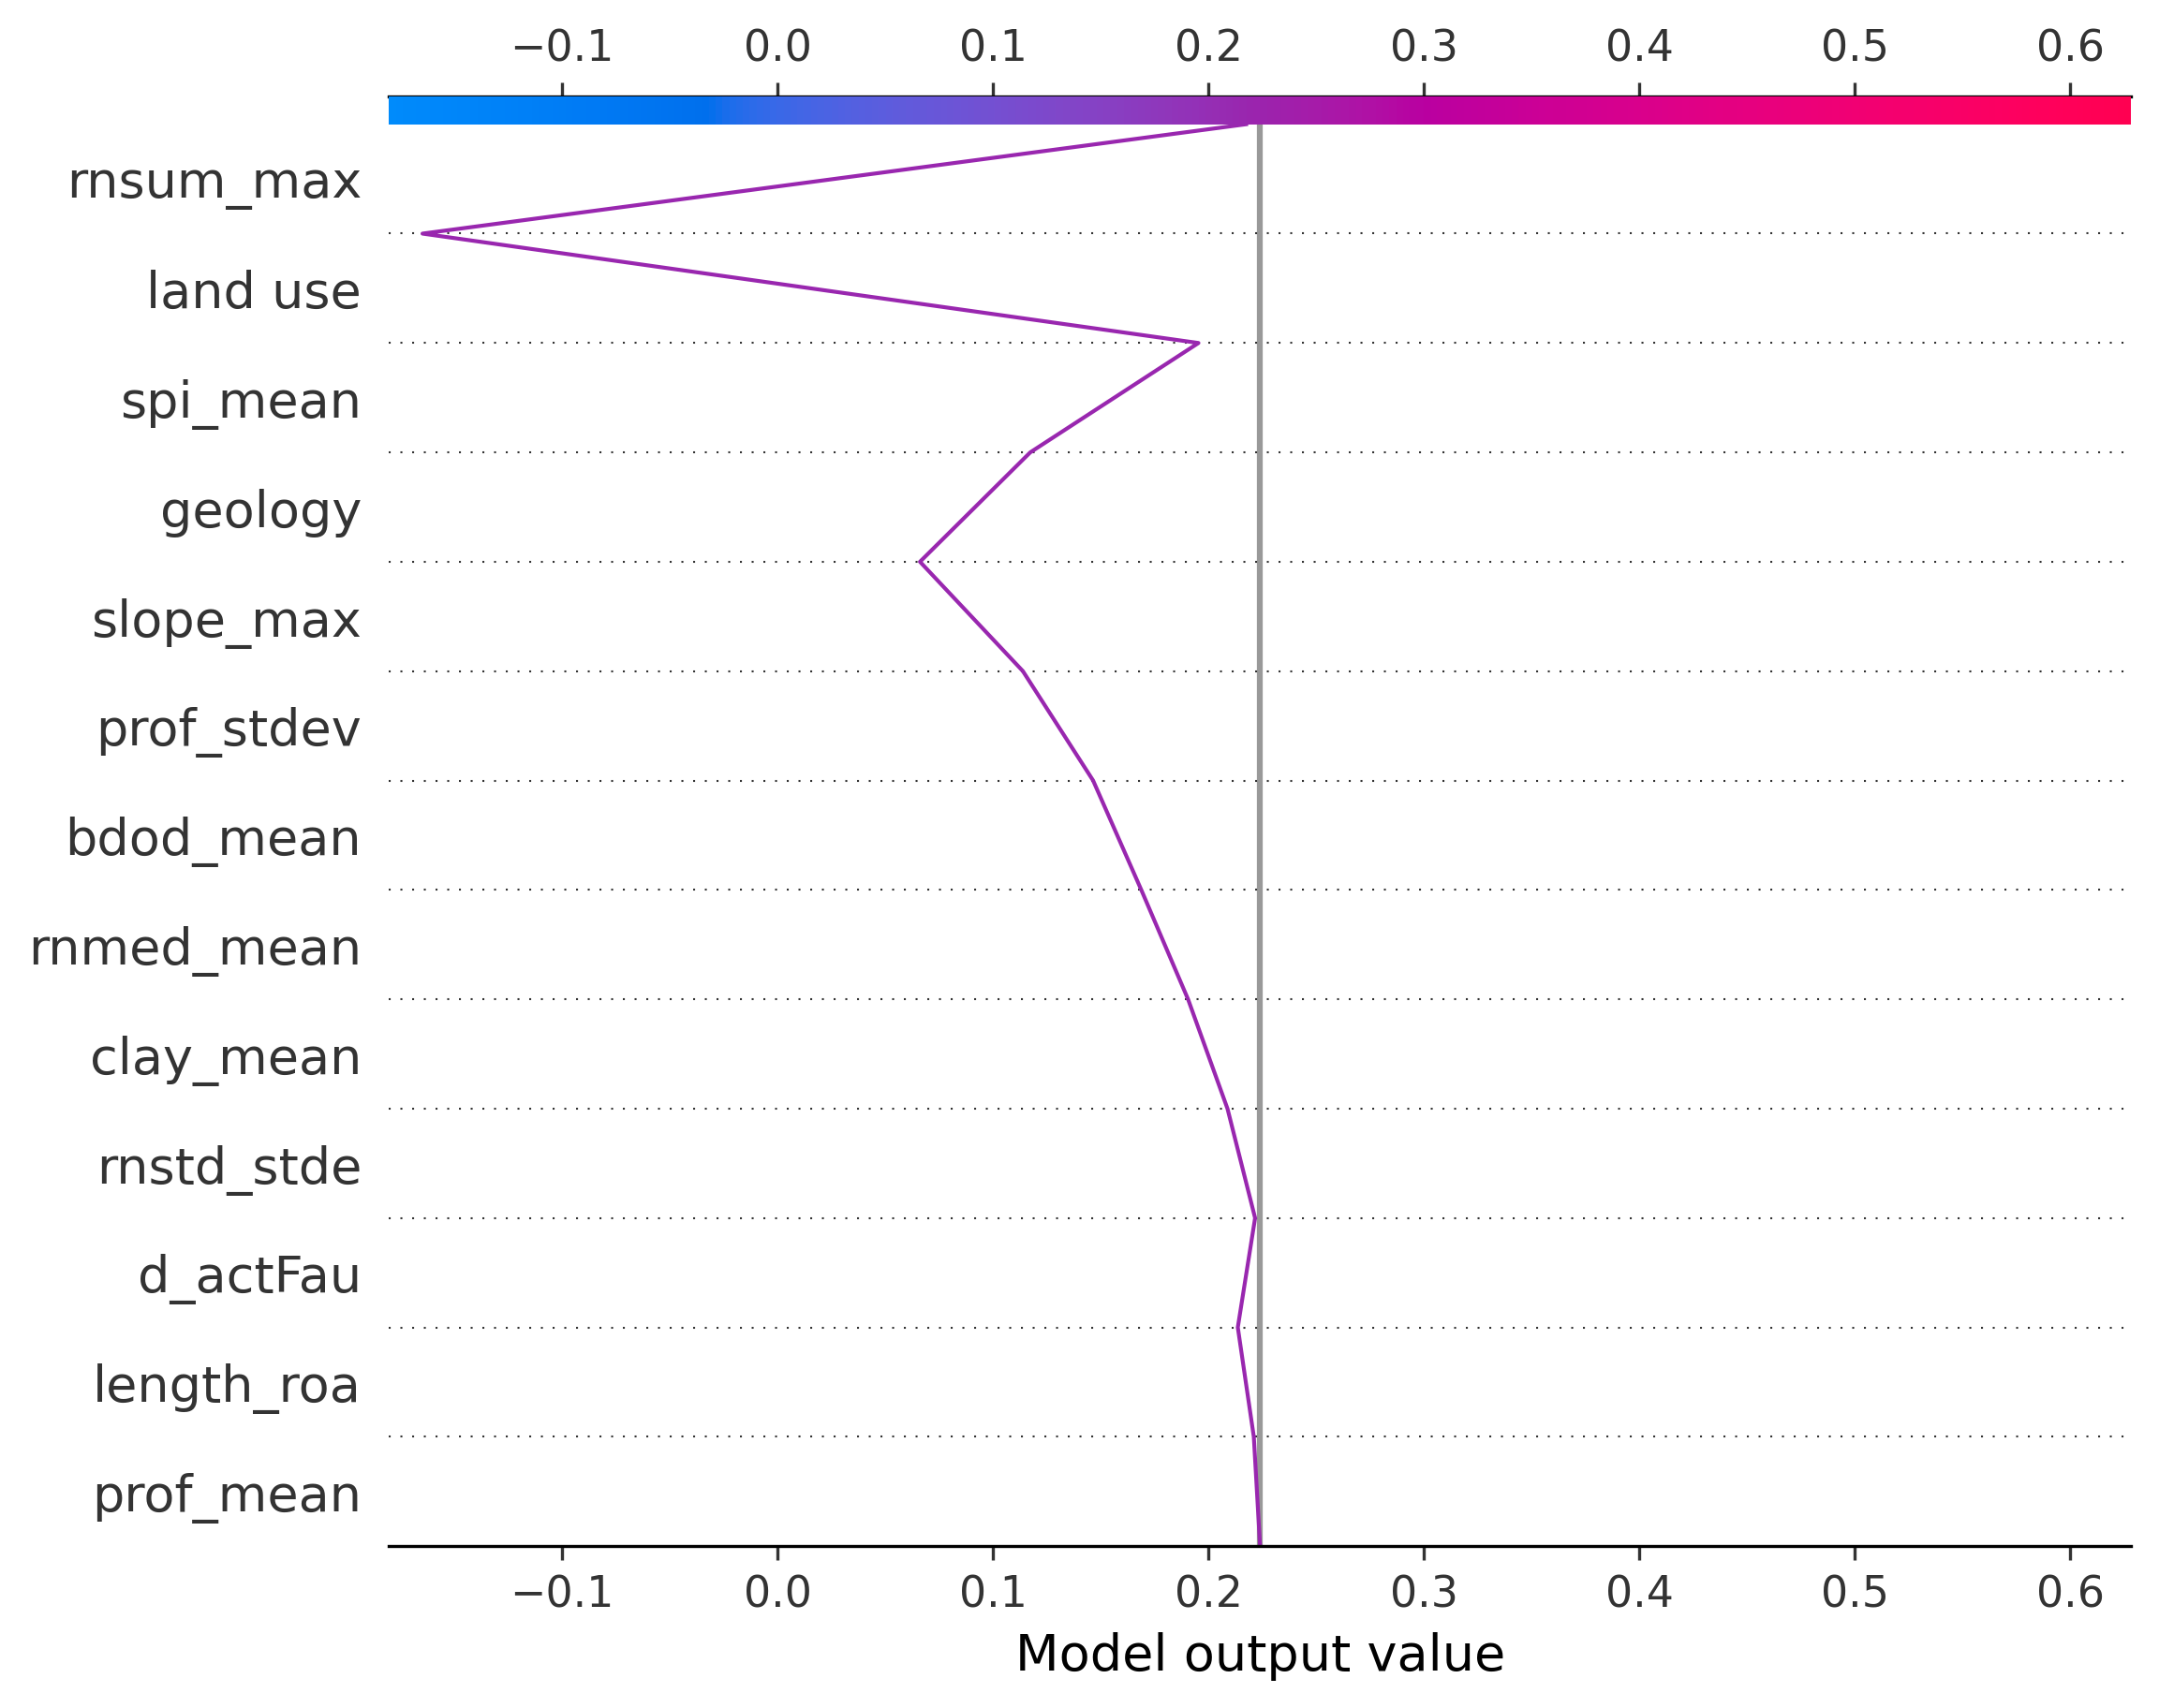 −0.1 0.0 0.1 0.2 0.3 0.4 0.5 0.6
rnsum_max
land use
spi_mean
geology
slope_max
prof_stdev
bdod_mean
rnmed_mean
clay_mean
rnstd_stde
d_actFau
length_roa
prof_mean
−0.1 0.0 0.1 0.2 0.3 0.4 0.5 0.6
Model output value